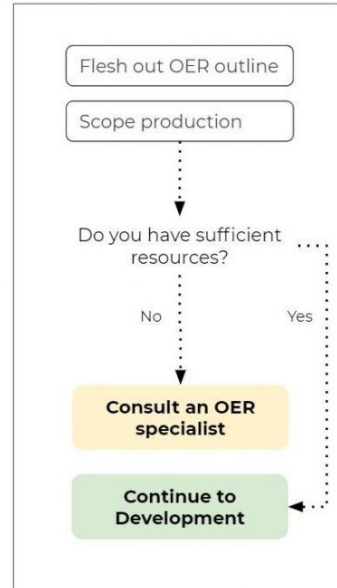 Flesh out OER outline
Scope production
Do you have sufficient
resources?
No
Yes
Consult an OER
specialist
Continue to
Development